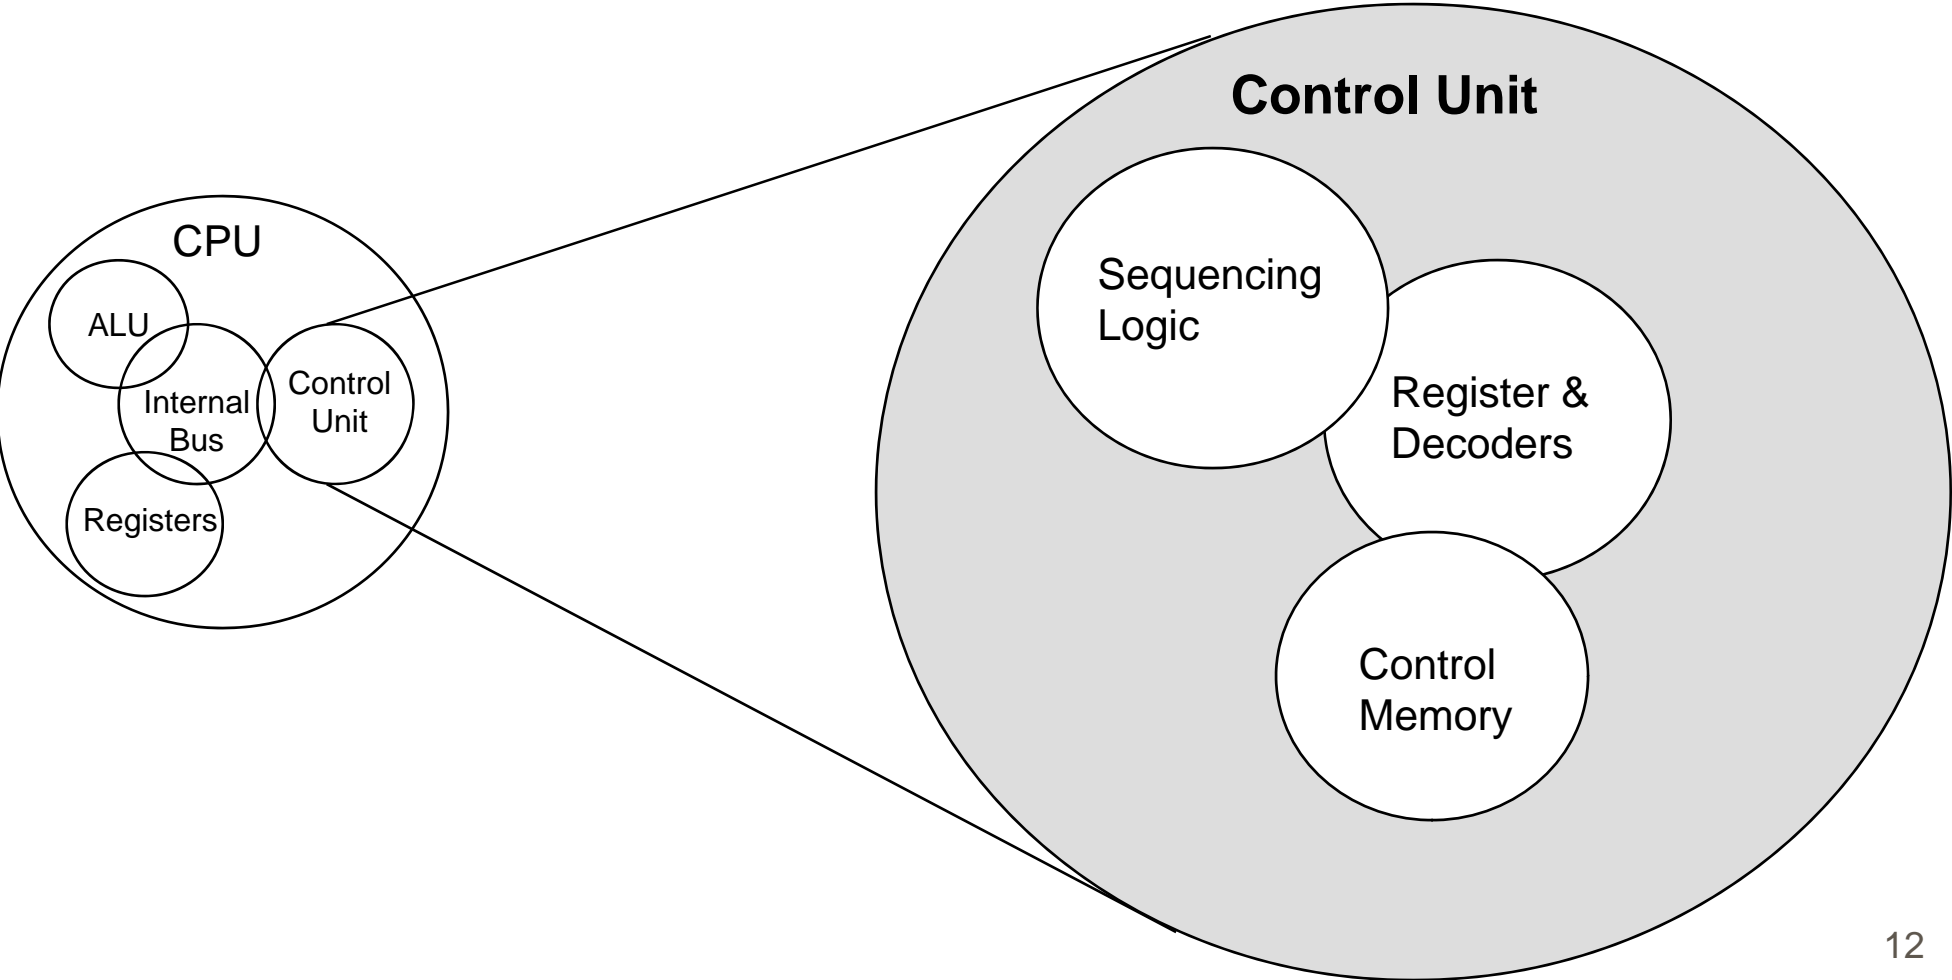 CPU
ALU
Internal
Bus
Control
Unit
Registers
Control Unit
Sequencing
Logic
Register &
Decoders
Control
Memory
12